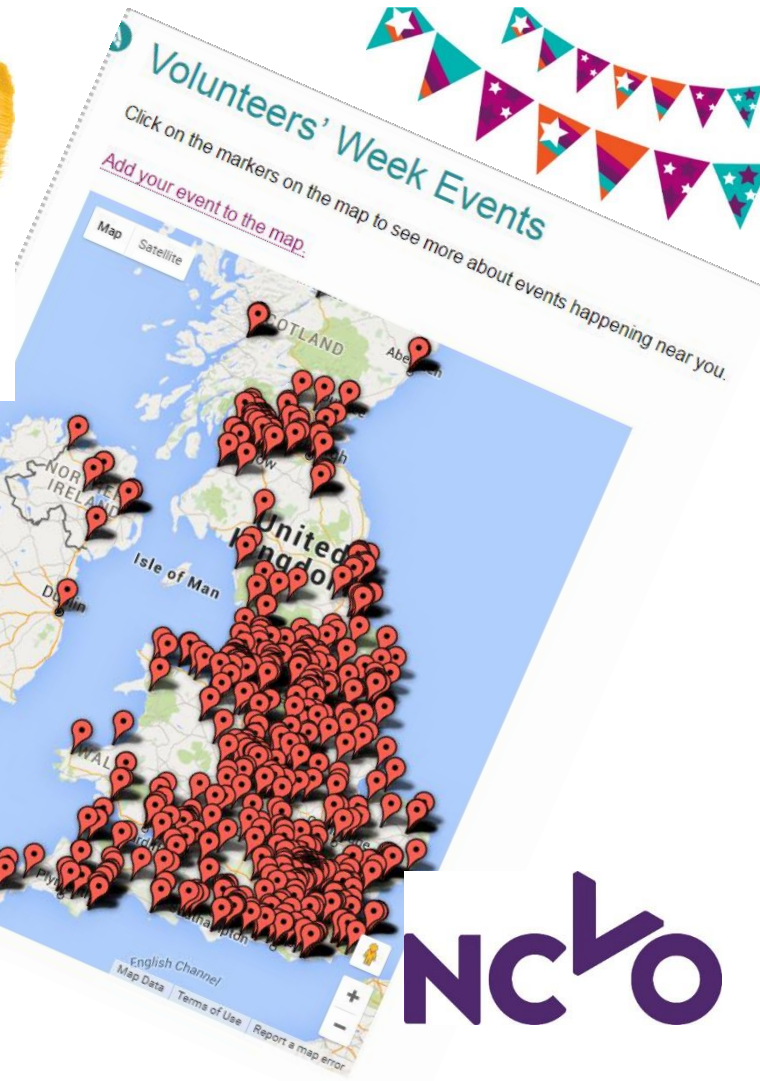 Volunteers' Week Events
Click on the markers on the map to see more about events happening near you.
Add your event to the map.
Map
Satellite
United
Isle of Man
English Channel
Map Data
Terms of Use
Report a map error
+
−
NCVO